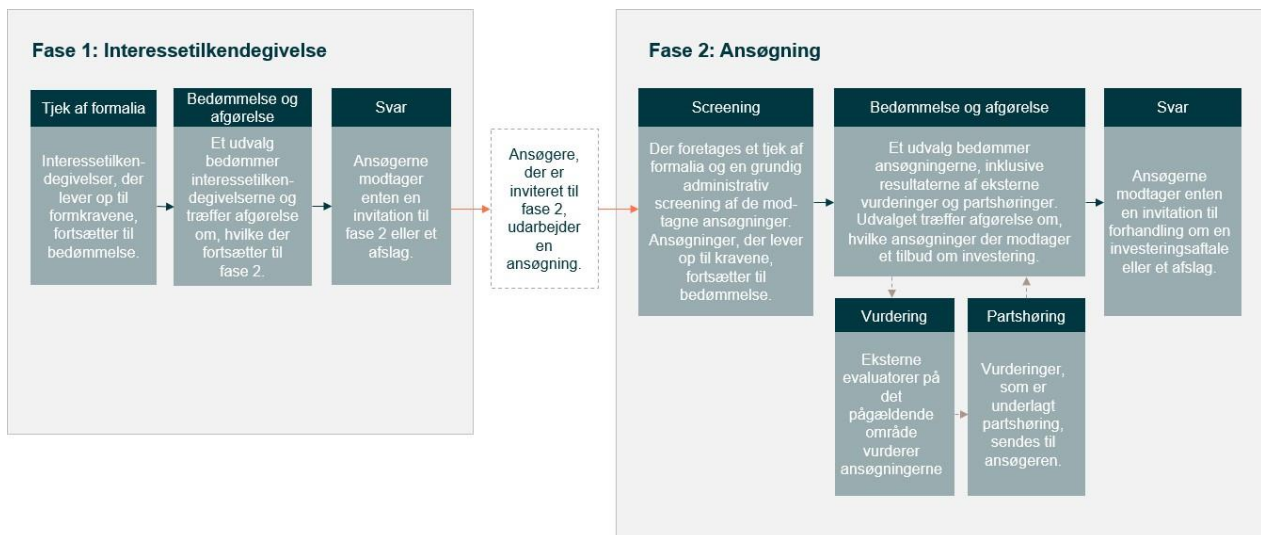 Fase 1: Interessetilkendegivelse
Tjek af formalia
Interessetilken-
degivelser, der
lever op til
formkravene,
fortsætter til
bedømmelse.
Bedømmelse og
afgørelse
Et udvalg
bedømmer
interessetilken-
degivelserne og
træffer afgørelse
om, hvilke der
fortsætter til
fase 2.
Svar
Ansøgerne
modtager
enten en
invitation til
fase 2 eller et
afslag.
Ansøgere,
der er
inviteret til
fase 2,
udarbejder
en
ansøgning.
Fase 2: Ansøgning
Screening
Der foretages et tjek af
formalia og en grundig
administrativ
screening af de mod-
tagne ansøgninger.
Ansøgninger, der lever
op til kravene,
fortsætter til
bedømmelse.
Bedømmelse og afgørelse
Et udvalg bedømmer
ansøgningerne, inklusive
resultaterne af eksterne
vurderinger og partshøringer.
Udvalget træffer afgørelse om,
hvilke ansøgninger der modtager
et tilbud om investering.
Vurdering
Eksterne
evaluatorer på
det
pågældende
område
vurderer
ansøgningerne
Partshøring
Vurderinger,
som er
underlagt
partshøring,
sendes til
ansøgeren.
Svar
Ansøgerne
modtager enten
en invitation til
forhandling om en
investeringsaftale
eller et afslag.